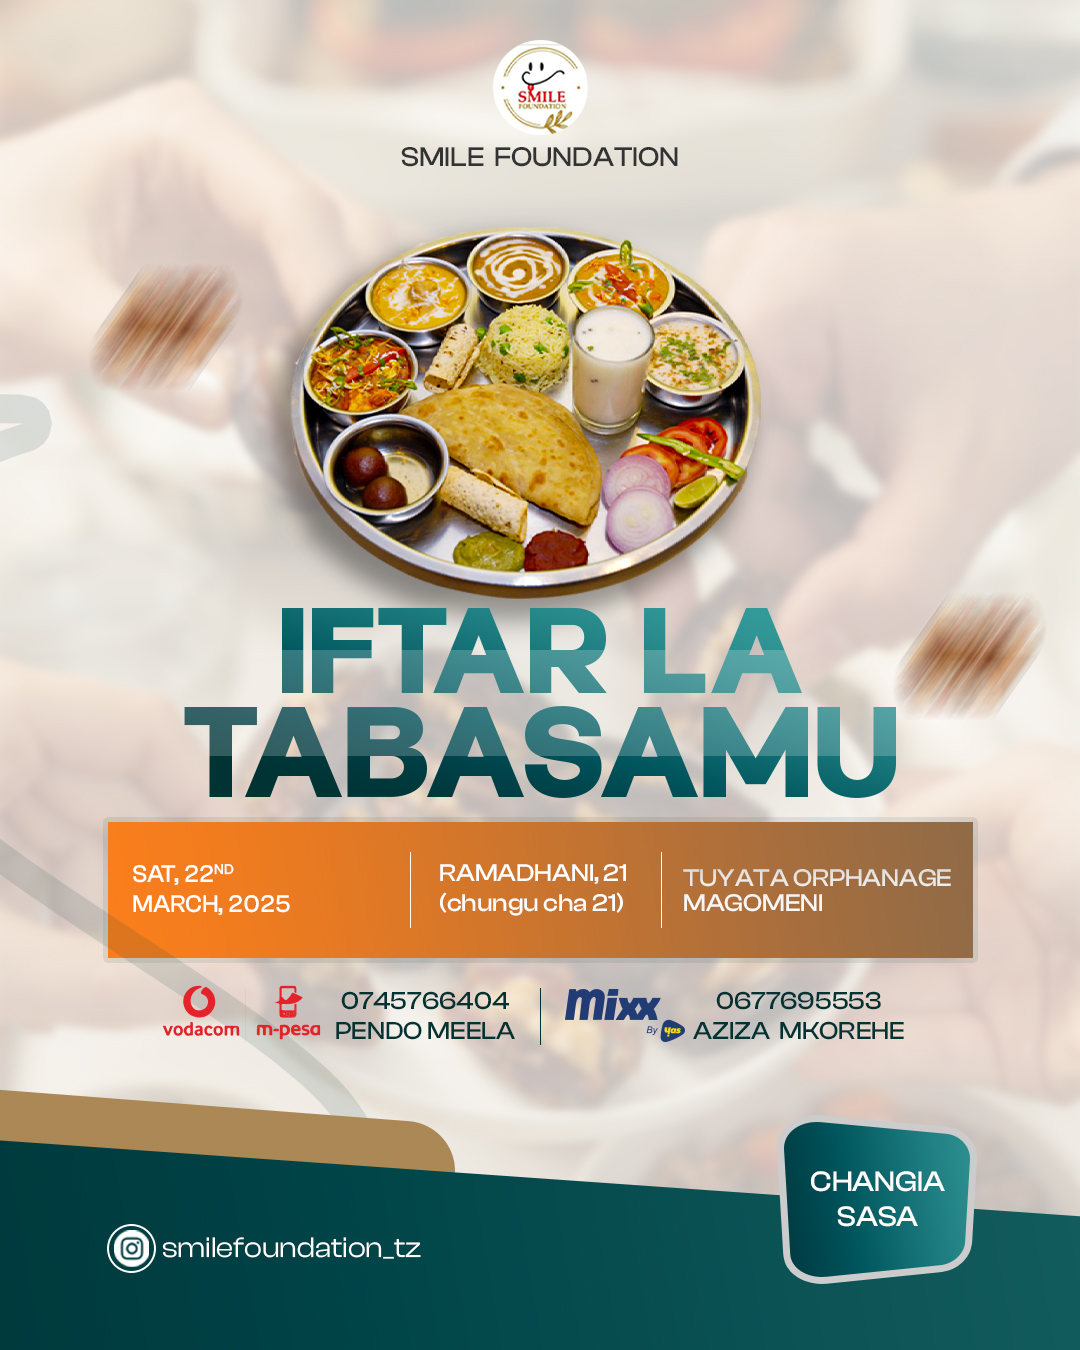 SMILE
FOUNDATION
SMILE FOUNDATION
IFTAR LA
TABASAMU
SAT, 22ND
MARCH, 2025
RAMADHANI, 21
(chungu cha 21)
TUYATA ORPHANAGE
MAGOMENI
vodacom
m-pesa
0745766404
PENDO MEELA
mixx
By yas
0677695553
AZIZA MKOREHE
CHANGIA
SASA
smilefoundation_tz